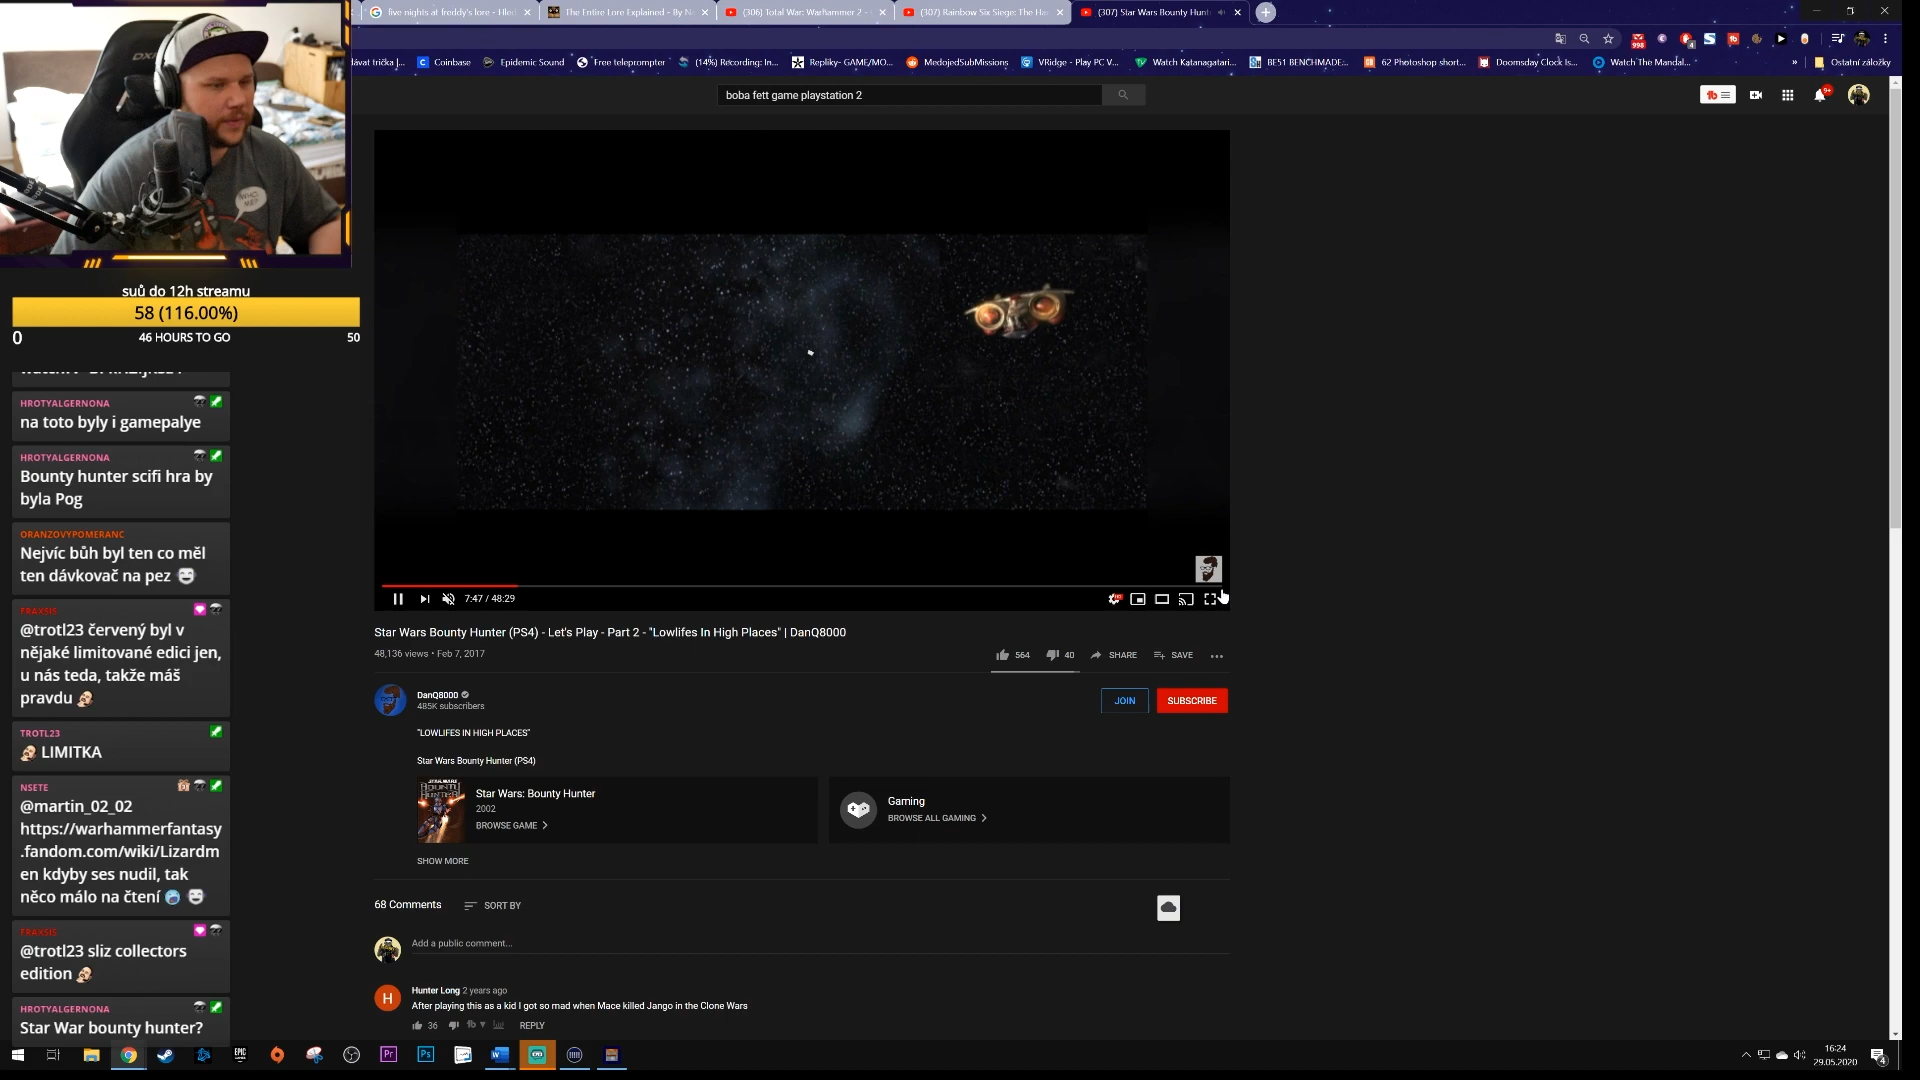 five nights at freddy's lore - Hled
The Entire Lore Explained - By N
(306) Total War: Warhammer 2 -
(307) Rainbow Six Siege: The Ha
(307) Star Wars Bounty Hunt
ávat trička |...
Coinbase
Epidemic Sound
Free teleprompter
(14%) Recording: In...
Repliky- GAME/MO...
MedojedSubMissions
VRidge - Play PC V...
Watch Katanagatari...
BE51 BENCHMADE...
62 Photoshop short...
Doomsday Clock Is...
Watch The Mandal...
»
Ostatní záložky
boba fett game playstation 2
9+
suů do 12h streamu
58 (116.00%)
0
46 HOURS TO GO
50
HROTYALGERNONA
na toto byly i gamepalye
HROTYALGERNONA
Bounty hunter scifi hra by
byla Pog
ORANZOVYPOMERANC
Nejvíc bůh byl ten co měl
ten dávkovač na pez
FRAXSIS
@trotl23 červený byl v
nějaké limitované edici jen,
u nás teda, takže máš
pravdu
TROTL23
LIMITKA
NSETE
@martin_02_02
https://warhammerfantasy
.fandom.com/wiki/Lizardm
en kdyby ses nudil, tak
něco málo na čtení
FRAXSIS
@trotl23 sliz collectors
edition
HROTYALGERNONA
Star War bounty hunter?
7:47 / 48:29
Star Wars Bounty Hunter (PS4) - Let's Play - Part 2 - "Lowlifes In High Places" | DanQ8000
48,136 views • Feb 7, 2017
564
40
SHARE
SAVE
DanQ8000
485K subscribers
JOIN
SUBSCRIBE
"LOWLIFES IN HIGH PLACES"
Star Wars Bounty Hunter (PS4)
Star Wars: Bounty Hunter
2002
BROWSE GAME
Gaming
BROWSE ALL GAMING
SHOW MORE
68 Comments
SORT BY
Add a public comment...
H
Hunter Long 2 years ago
After playing this as a kid I got so mad when Mace killed Jango in the Clone Wars
36
REPLY
16:24
29.05.2020